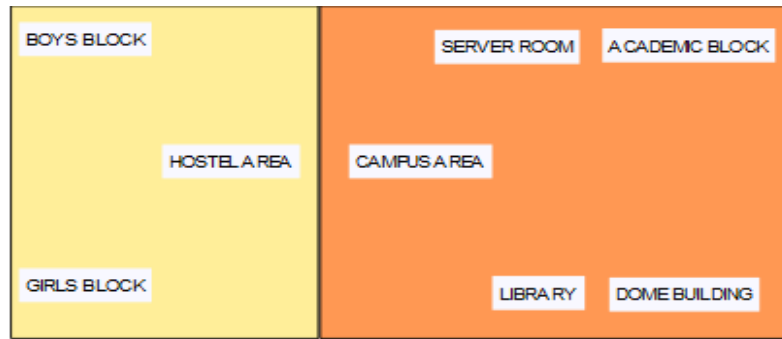 BOYS BLOCK
SERVER ROOM
ACADEMIC BLOCK
HOSTEL AREA
CAMPUS AREA
GIRLS BLOCK
LIBRARY
DOME BUILDING